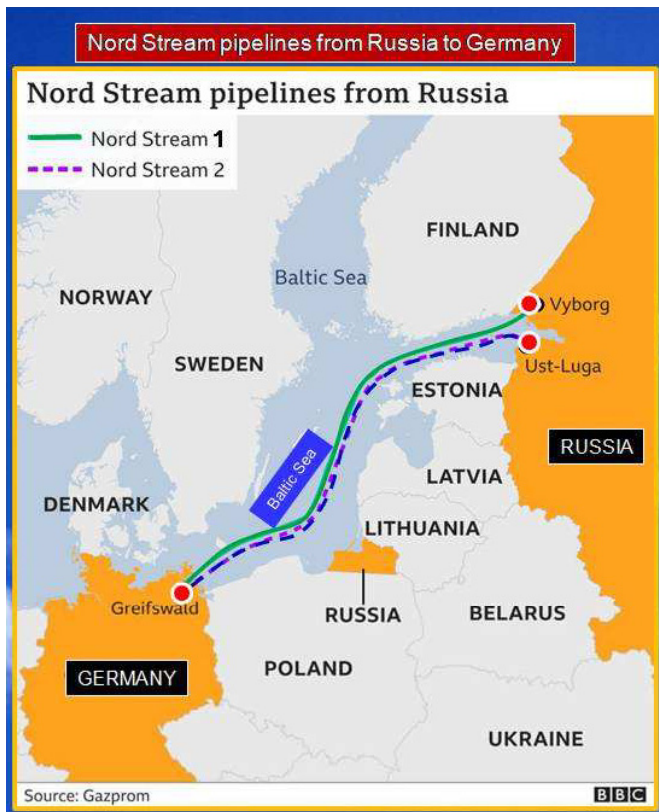 Nord Stream pipelines from Russia to Germany
Nord Stream pipelines from Russia
Nord Stream 1
Nord Stream 2
FINLAND
Baltic Sea
NORWAY
Vyborg
SWEDEN
Ust-Luga
ESTONIA
RUSSIA
Baltic Sea
LATVIA
DENMARK
LITHUANIA
Greifswald
RUSSIA
BELARUS
POLAND
GERMANY
UKRAINE
Source: Gazprom
BBC